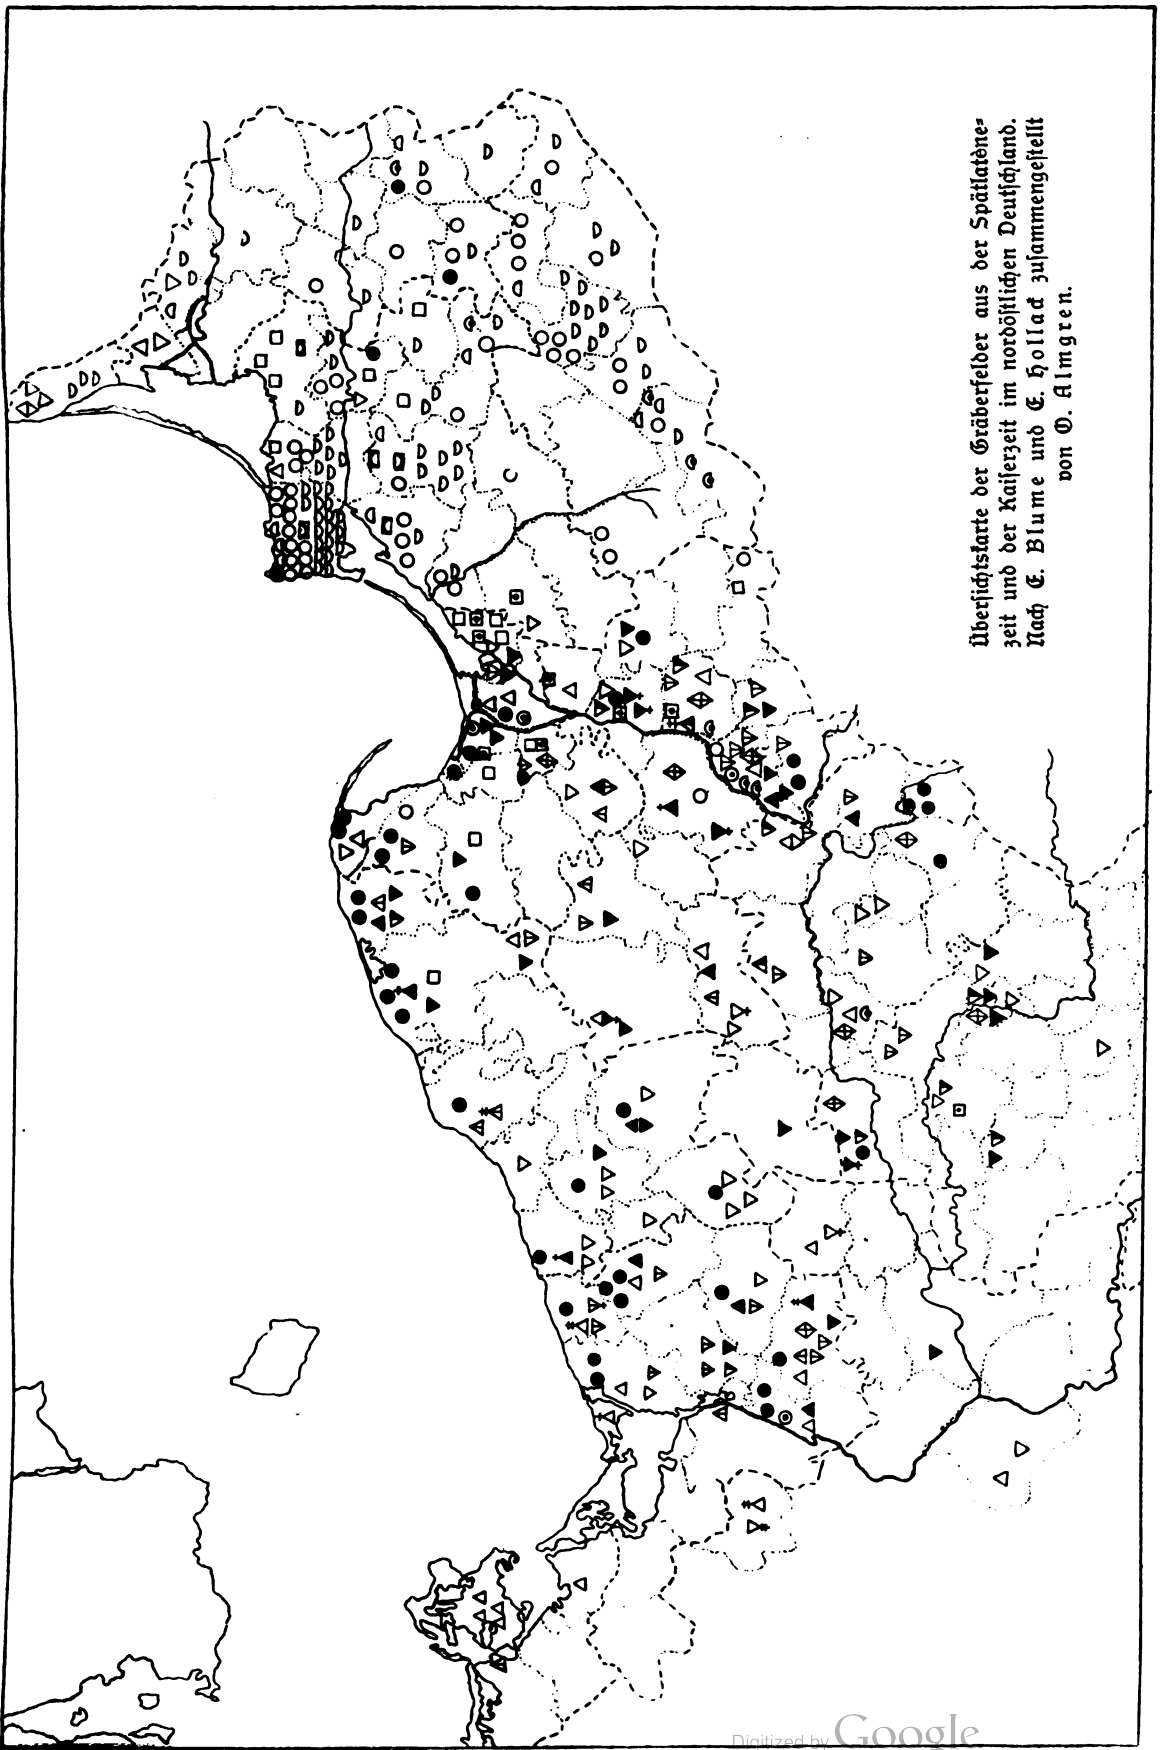 Übersichtskarte der Gräberfelder aus der Spätlatène-
zeit und der Kaiserzeit im nordöstlichen Deutschland.
Nach E. Blume und E. Hollack zusammengestellt
von O. Almgren.
Digitized by Google